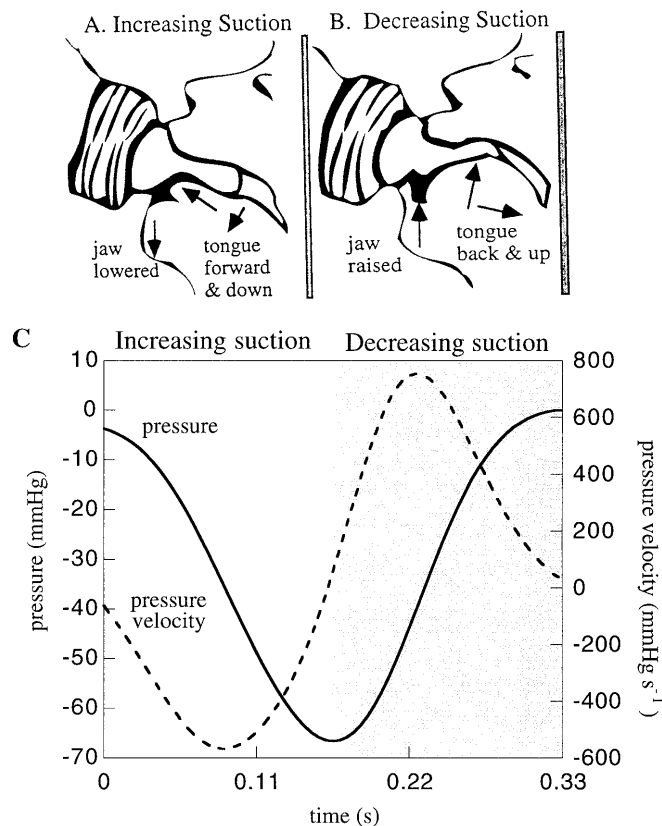 A. Increasing Suction
B. Decreasing Suction
jaw
lowered
tongue
forward
& down
jaw
raised
tongue
back & up
C
Increasing suction
Decreasing suction
10
0
-10
-20
-30
-40
-50
-60
-70
pressure (mmHg)
pressure
pressure
velocity
800
600
400
200
0
-200
-400
-600
pressure velocity (mmHg s⁻¹)
0
0.11
0.22
0.33
time (s)